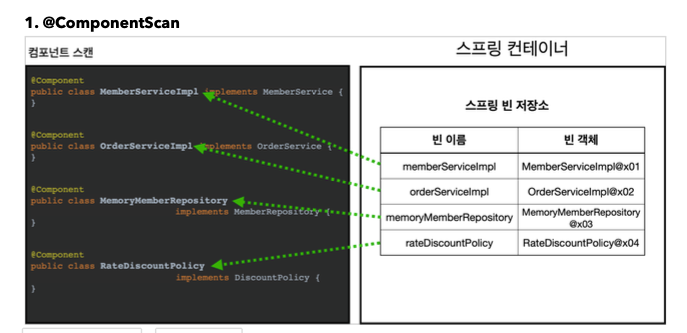 1. @ComponentScan
컴포넌트 스캔
스프링 컨테이너
@Component
public class MemberServiceImpl implements MemberService {
}
@Component
public class OrderServiceImpl implements OrderService {
}
@Component
public class MemoryMemberRepository
implements MemberRepository {
}
@Component
public class RateDiscountPolicy
implements DiscountPolicy {
}
스프링 빈 저장소
빈 이름 빈 객체
memberServiceImpl MemberServiceImpl@x01
orderServiceImpl OrderServiceImpl@x02
memoryMemberRepository MemoryMemberRepository
@x03
rateDiscountPolicy RateDiscountPolicy@x04